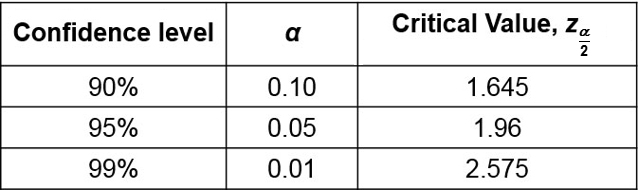 Confidence level α Critical Value, z α/2
90% 0.10 1.645
95% 0.05 1.96
99% 0.01 2.575